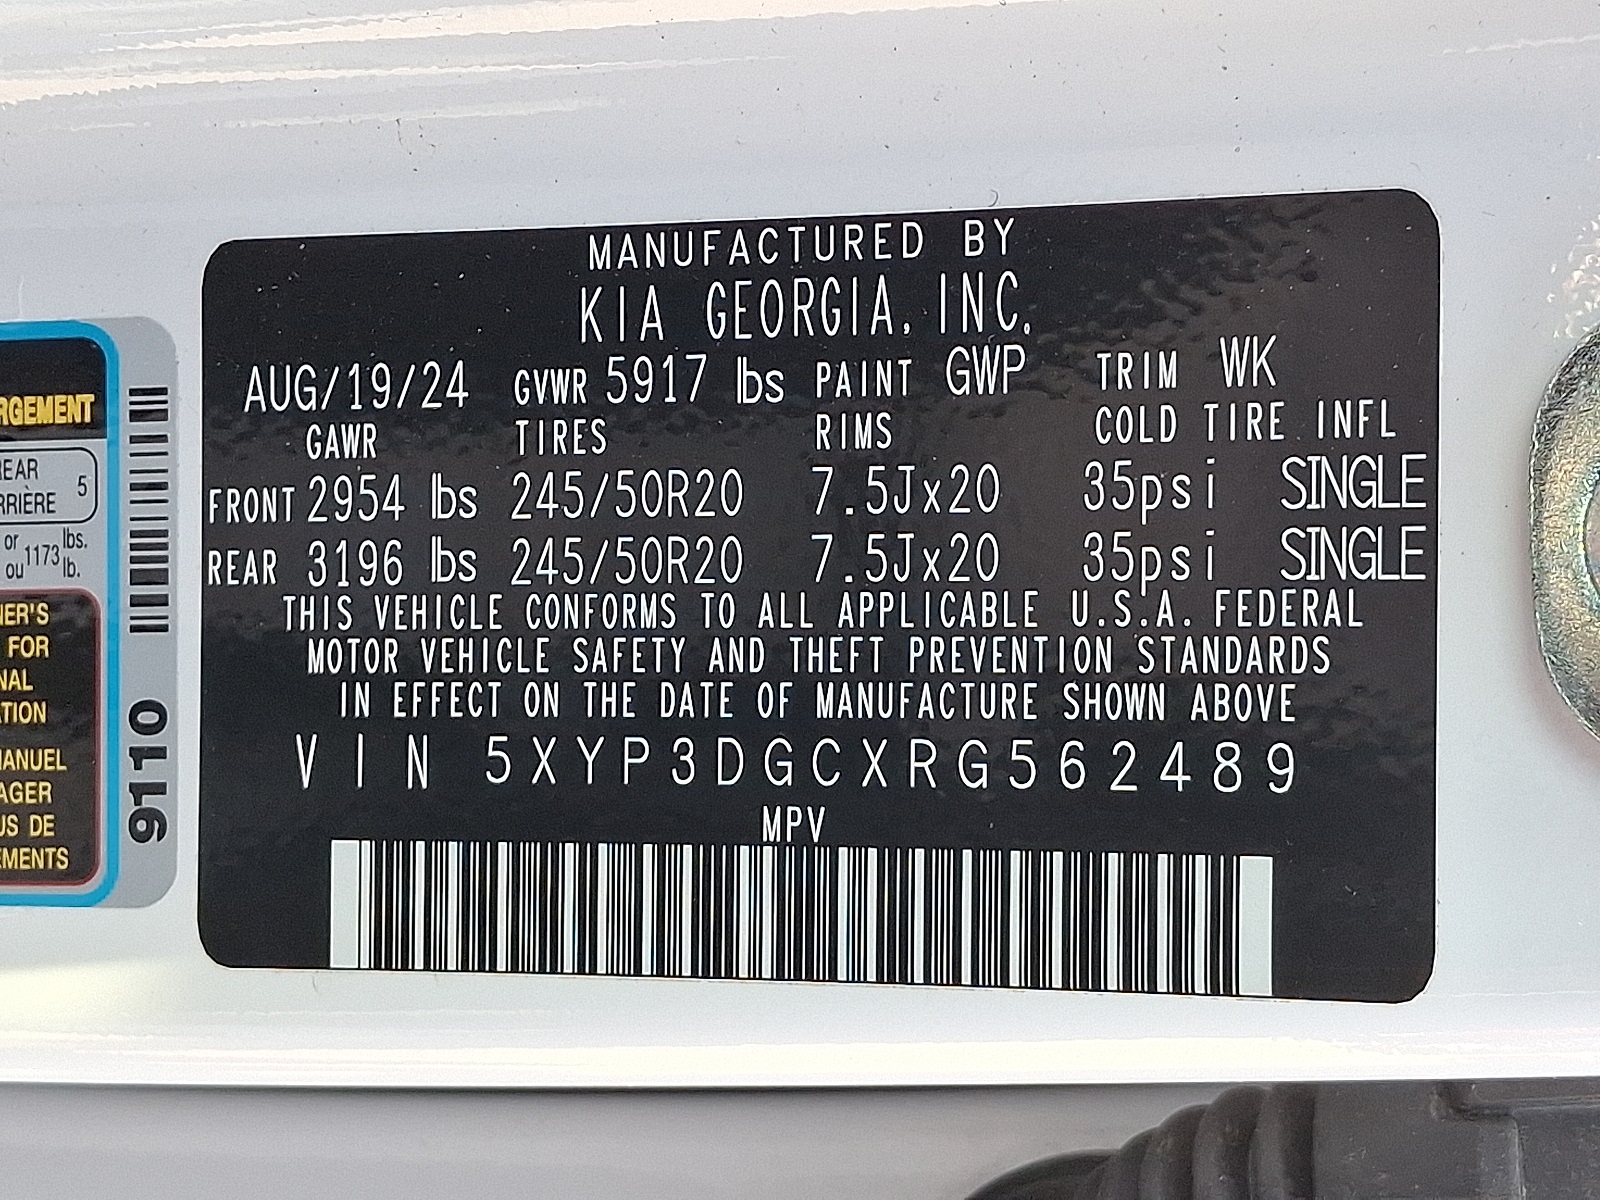 MANUFACTURED BY
KIA GEORGIA, INC.
AUG/19/24 GVWR 5917 lbs PAINT GWP TRIM WK
GAWR TIRES RIMS COLD TIRE INFL
FRONT 2954 lbs 245/50R20 7.5Jx20 35psi SINGLE
REAR 3196 lbs 245/50R20 7.5Jx20 35psi SINGLE
THIS VEHICLE CONFORMS TO ALL APPLICABLE U.S.A. FEDERAL
MOTOR VEHICLE SAFETY AND THEFT PREVENTION STANDARDS
IN EFFECT ON THE DATE OF MANUFACTURE SHOWN ABOVE
VIN 5XYP3DGCXRG562489
MPV
RGEMENT
REAR
RRIÈRE 5
or 1173 lbs.
ou lb.
NER'S
FOR
NAL
TION
MANUEL
AGER
US DE
EMENTS
9110